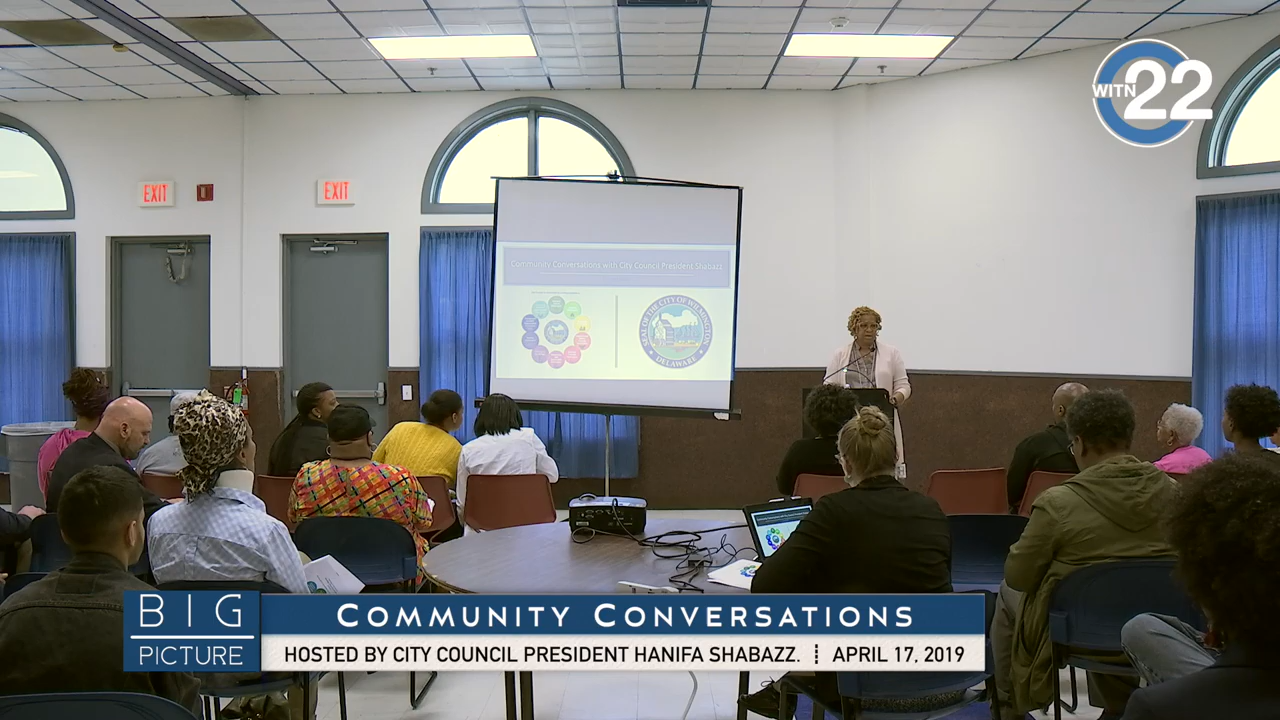 WITN 22
EXIT
EXIT
Community Conversations with City Council President Shabazz
SEAL OF THE CITY OF WILMINGTON
DELAWARE
BIG
PICTURE
COMMUNITY CONVERSATIONS
HOSTED BY CITY COUNCIL PRESIDENT HANIFA SHABAZZ. ┋ APRIL 17, 2019